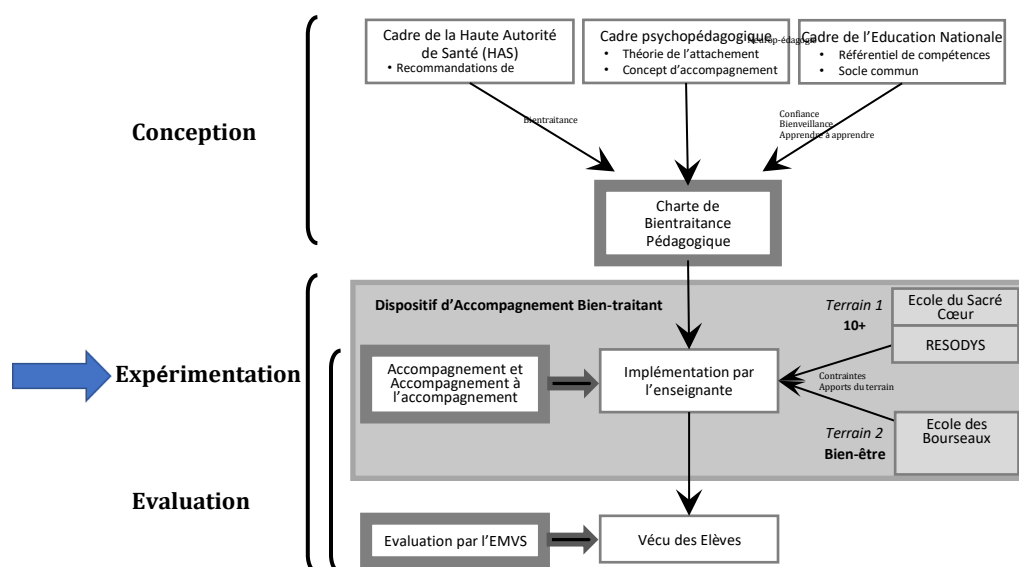 Cadre de la Haute Autorité
de Santé (HAS)
• Recommandations de
Cadre psychopédagogique
• Théorie de l'attachement
• Concept d'accompagnement
Cadre de l'Education Nationale
• Référentiel de compétences
• Socle commun
Conception
Bientraitance
Confiance
Bienveillance
Apprendre à apprendre
Charte de
Bientraitance
Pédagogique
Dispositif d'Accompagnement Bien-traitant
Terrain 1
10+
Ecole du Sacré
Cœur
RESODYS
Expérimentation
Accompagnement et
Accompagnement à
l'accompagnement
Implémentation par
l'enseignante
Contraintes
Apports du terrain
Terrain 2
Bien-être
Ecole des
Bourseaux
Evaluation
Evaluation par l'EMVS
Vécu des Elèves